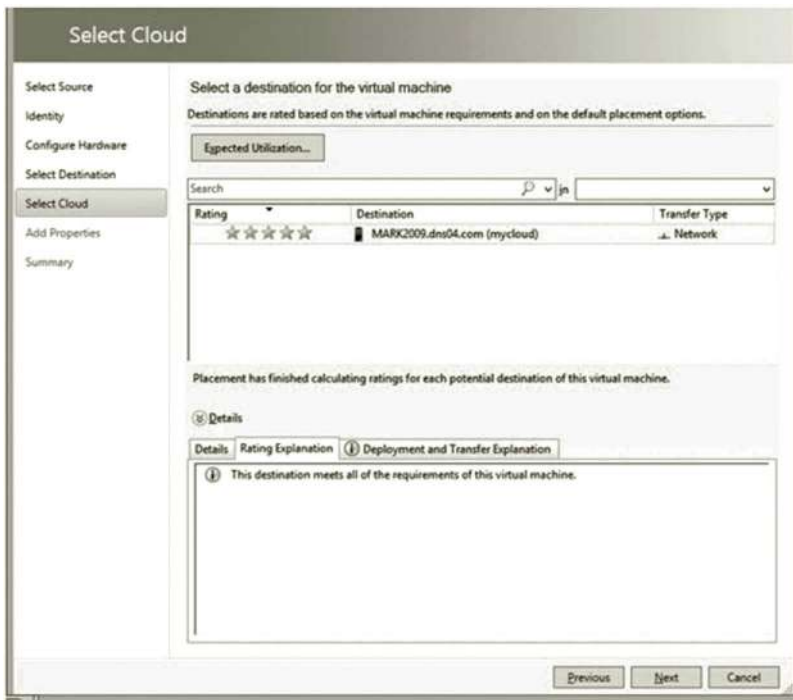 Select Cloud
Select Source
Identity
Configure Hardware
Select Destination
Select Cloud
Add Properties
Summary
Select a destination for the virtual machine
Destinations are rated based on the virtual machine requirements and on the default placement options.
Expected Utilization...
Search
in
Rating Destination Transfer Type
MARK2009.dns04.com (mycloud) Network
Placement has finished calculating ratings for each potential destination of this virtual machine.
Details
Details Rating Explanation Deployment and Transfer Explanation
This destination meets all of the requirements of this virtual machine.
Previous Next Cancel